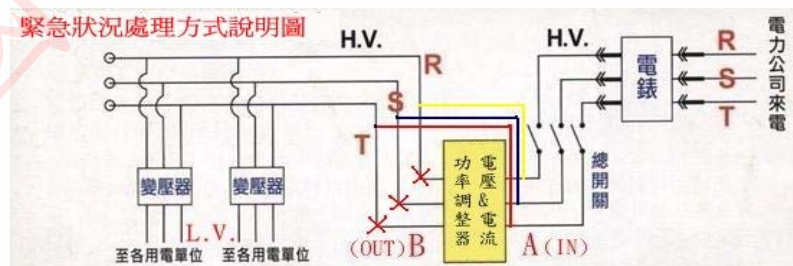 緊急狀況處理方式說明圖
H.V.
H.V.
R
S
T
電錶
R
S
T
電力公司來電
變壓器
變壓器
功率調整器
電壓&電流
總開關
L.V.
至各用電單位
至各用電單位
(OUT)B
A(IN)